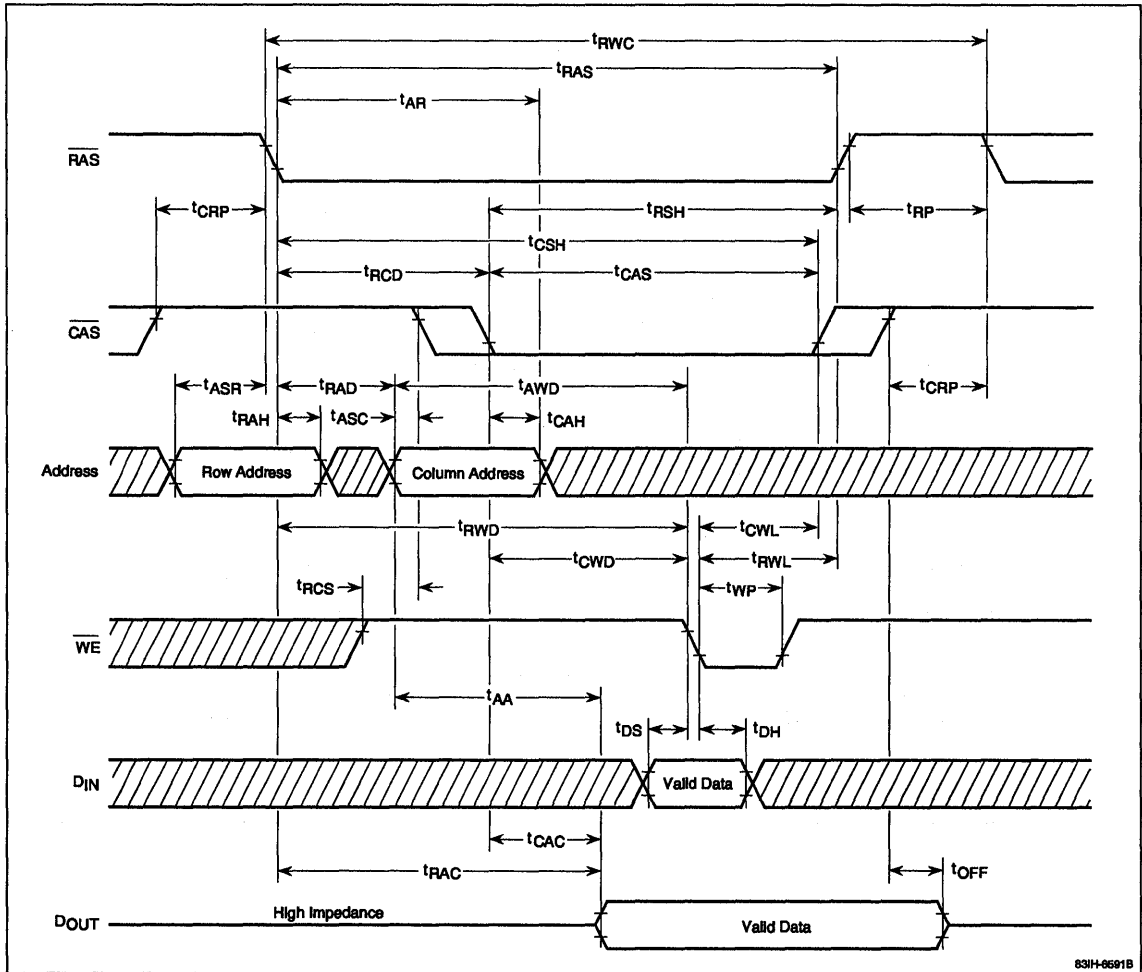 tRWC
tRAS
tAR
RAS
tCRP
tRSH
tRP
tCSH
tRCD
tCAS
CAS
tASR
tRAD
tAWD
tCRP
tRAH
tASC
tCAH
Address
Row Address
Column Address
tRWD
tCWL
tCWD
tRWL
tRCS
tWP
WE
tAA
tDS
tDH
DIN
Valid Data
tCAC
tRAC
tOFF
High Impedance
DOUT
Valid Data
83IH-6591B